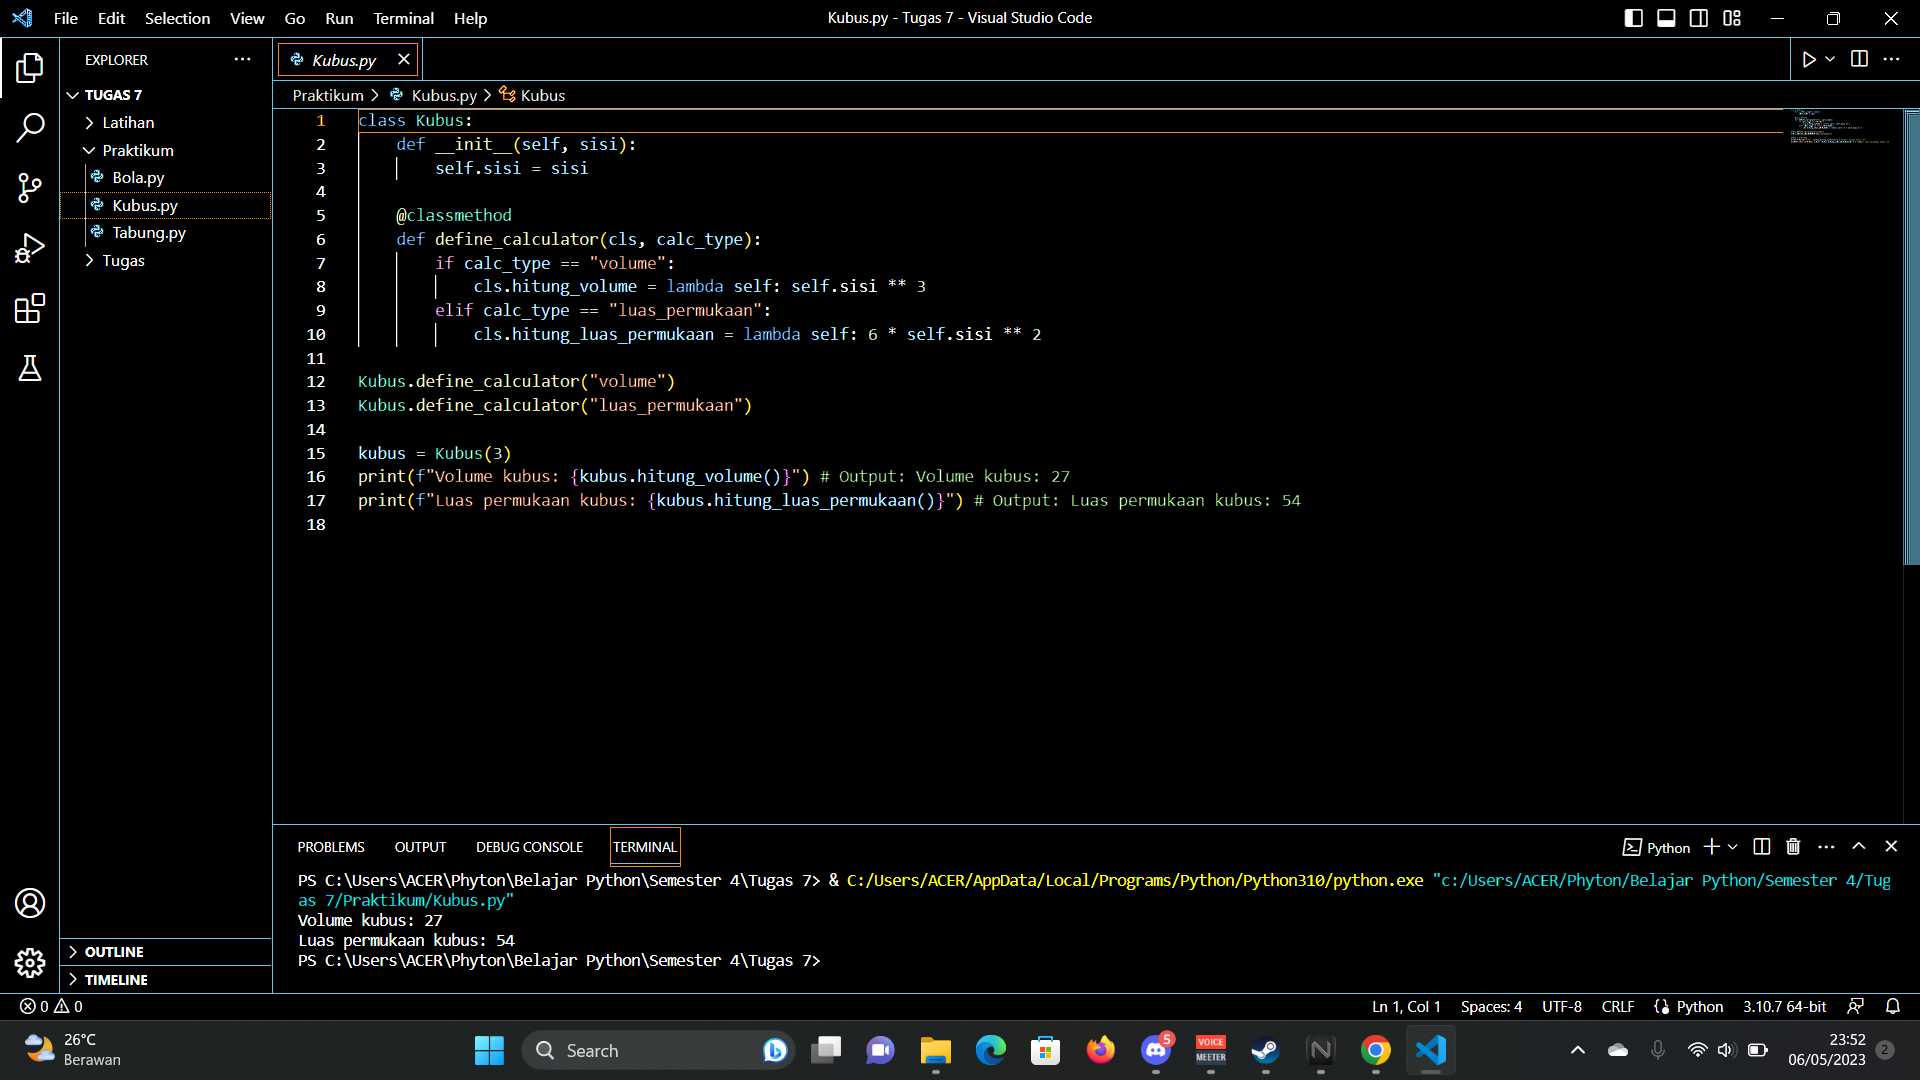 File Edit Selection View Go Run Terminal Help
Kubus.py - Tugas 7 - Visual Studio Code
EXPLORER
TUGAS 7
Latihan
Praktikum
Bola.py
Kubus.py
Tabung.py
Tugas
OUTLINE
TIMELINE
Kubus.py
Praktikum > Kubus.py > Kubus
1 class Kubus:
2     def __init__(self, sisi):
3         self.sisi = sisi
4
5     @classmethod
6     def define_calculator(cls, calc_type):
7         if calc_type == "volume":
8             cls.hitung_volume = lambda self: self.sisi ** 3
9         elif calc_type == "luas_permukaan":
10             cls.hitung_luas_permukaan = lambda self: 6 * self.sisi ** 2
11
12 Kubus.define_calculator("volume")
13 Kubus.define_calculator("luas_permukaan")
14
15 kubus = Kubus(3)
16 print(f"Volume kubus: {kubus.hitung_volume()}") # Output: Volume kubus: 27
17 print(f"Luas permukaan kubus: {kubus.hitung_luas_permukaan()}") # Output: Luas permukaan kubus: 54
18
PROBLEMS OUTPUT DEBUG CONSOLE TERMINAL
Python
PS C:\Users\ACER\Phyton\Belajar Python\Semester 4\Tugas 7> & C:/Users/ACER/AppData/Local/Programs/Python/Python310/python.exe "c:/Users/ACER/Phyton/Belajar Python/Semester 4/Tug
as 7/Praktikum/Kubus.py"
Volume kubus: 27
Luas permukaan kubus: 54
PS C:\Users\ACER\Phyton\Belajar Python\Semester 4\Tugas 7>
0 0
Ln 1, Col 1 Spaces: 4 UTF-8 CRLF Python 3.10.7 64-bit
26°C
Berawan
Search
5
VOICE
MEETER
23:52
06/05/2023
2